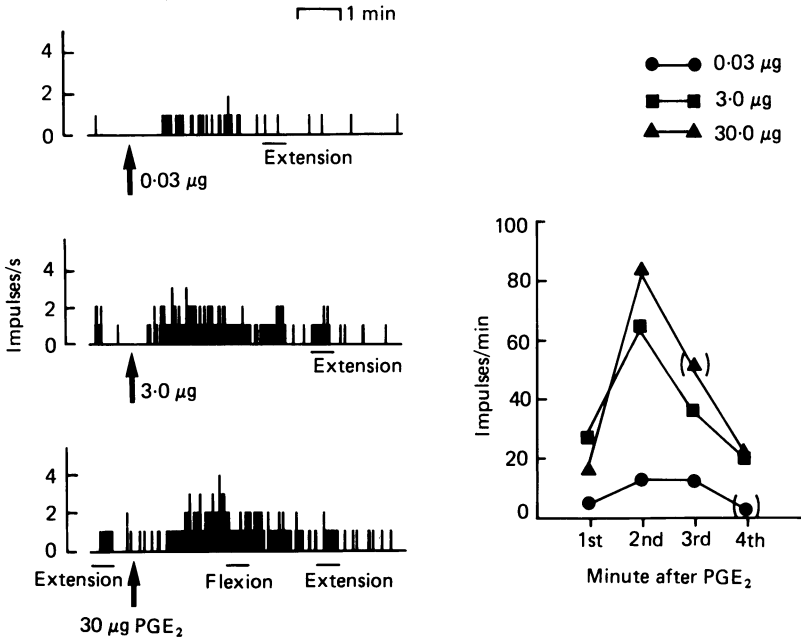 1 min
4
2
0
Extension
0·03 μg
Impulses/s
4
2
0
Extension
3·0 μg
4
2
0
Extension
Flexion
Extension
30 μg PGE₂
0·03 μg
3·0 μg
30·0 μg
Impulses/min
100
80
60
40
20
0
( )
( )
1st 2nd 3rd 4th
Minute after PGE₂